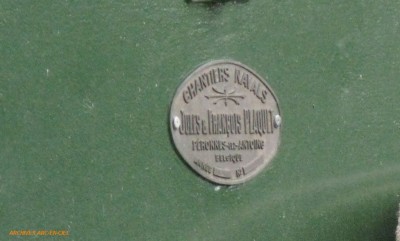 CHANTIERS NAVALS
JULES & FRANÇOIS PLAQUET
PÉRONNES-LEZ-ANTOING
BELGIQUE
N°